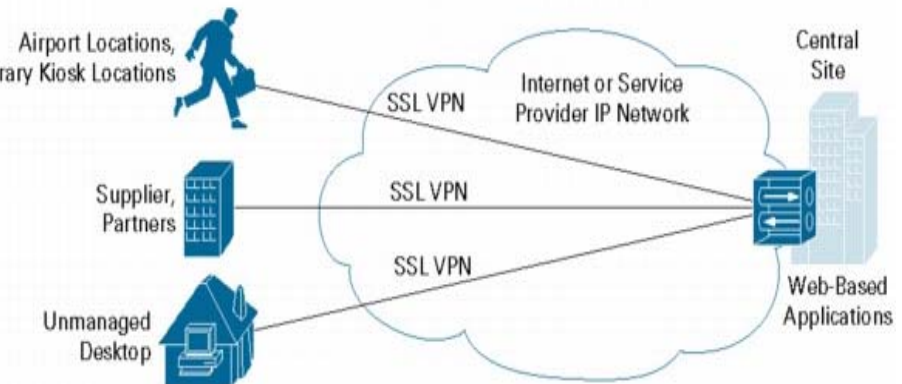 Airport Locations,
rary Kiosk Locations
SSL VPN
Internet or Service
Provider IP Network
Central
Site
Supplier,
Partners
SSL VPN
SSL VPN
Unmanaged
Desktop
Web-Based
Applications